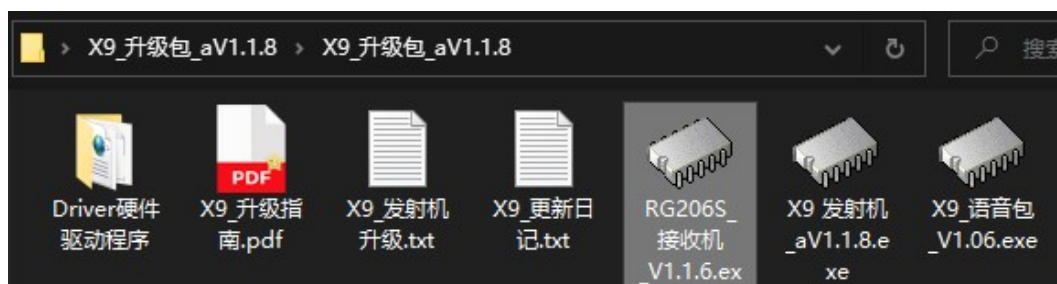 X9_升级包_aV1.1.8 > X9_升级包_aV1.1.8
搜索
PDF
Driver硬件
驱动程序
X9_升级指
南.pdf
X9_发射机
升级.txt
X9_更新日
记.txt
RG206S_
接收机
_V1.1.6.ex
X9 发射机
_aV1.1.8.e
xe
X9_语音包
_V1.06.exe